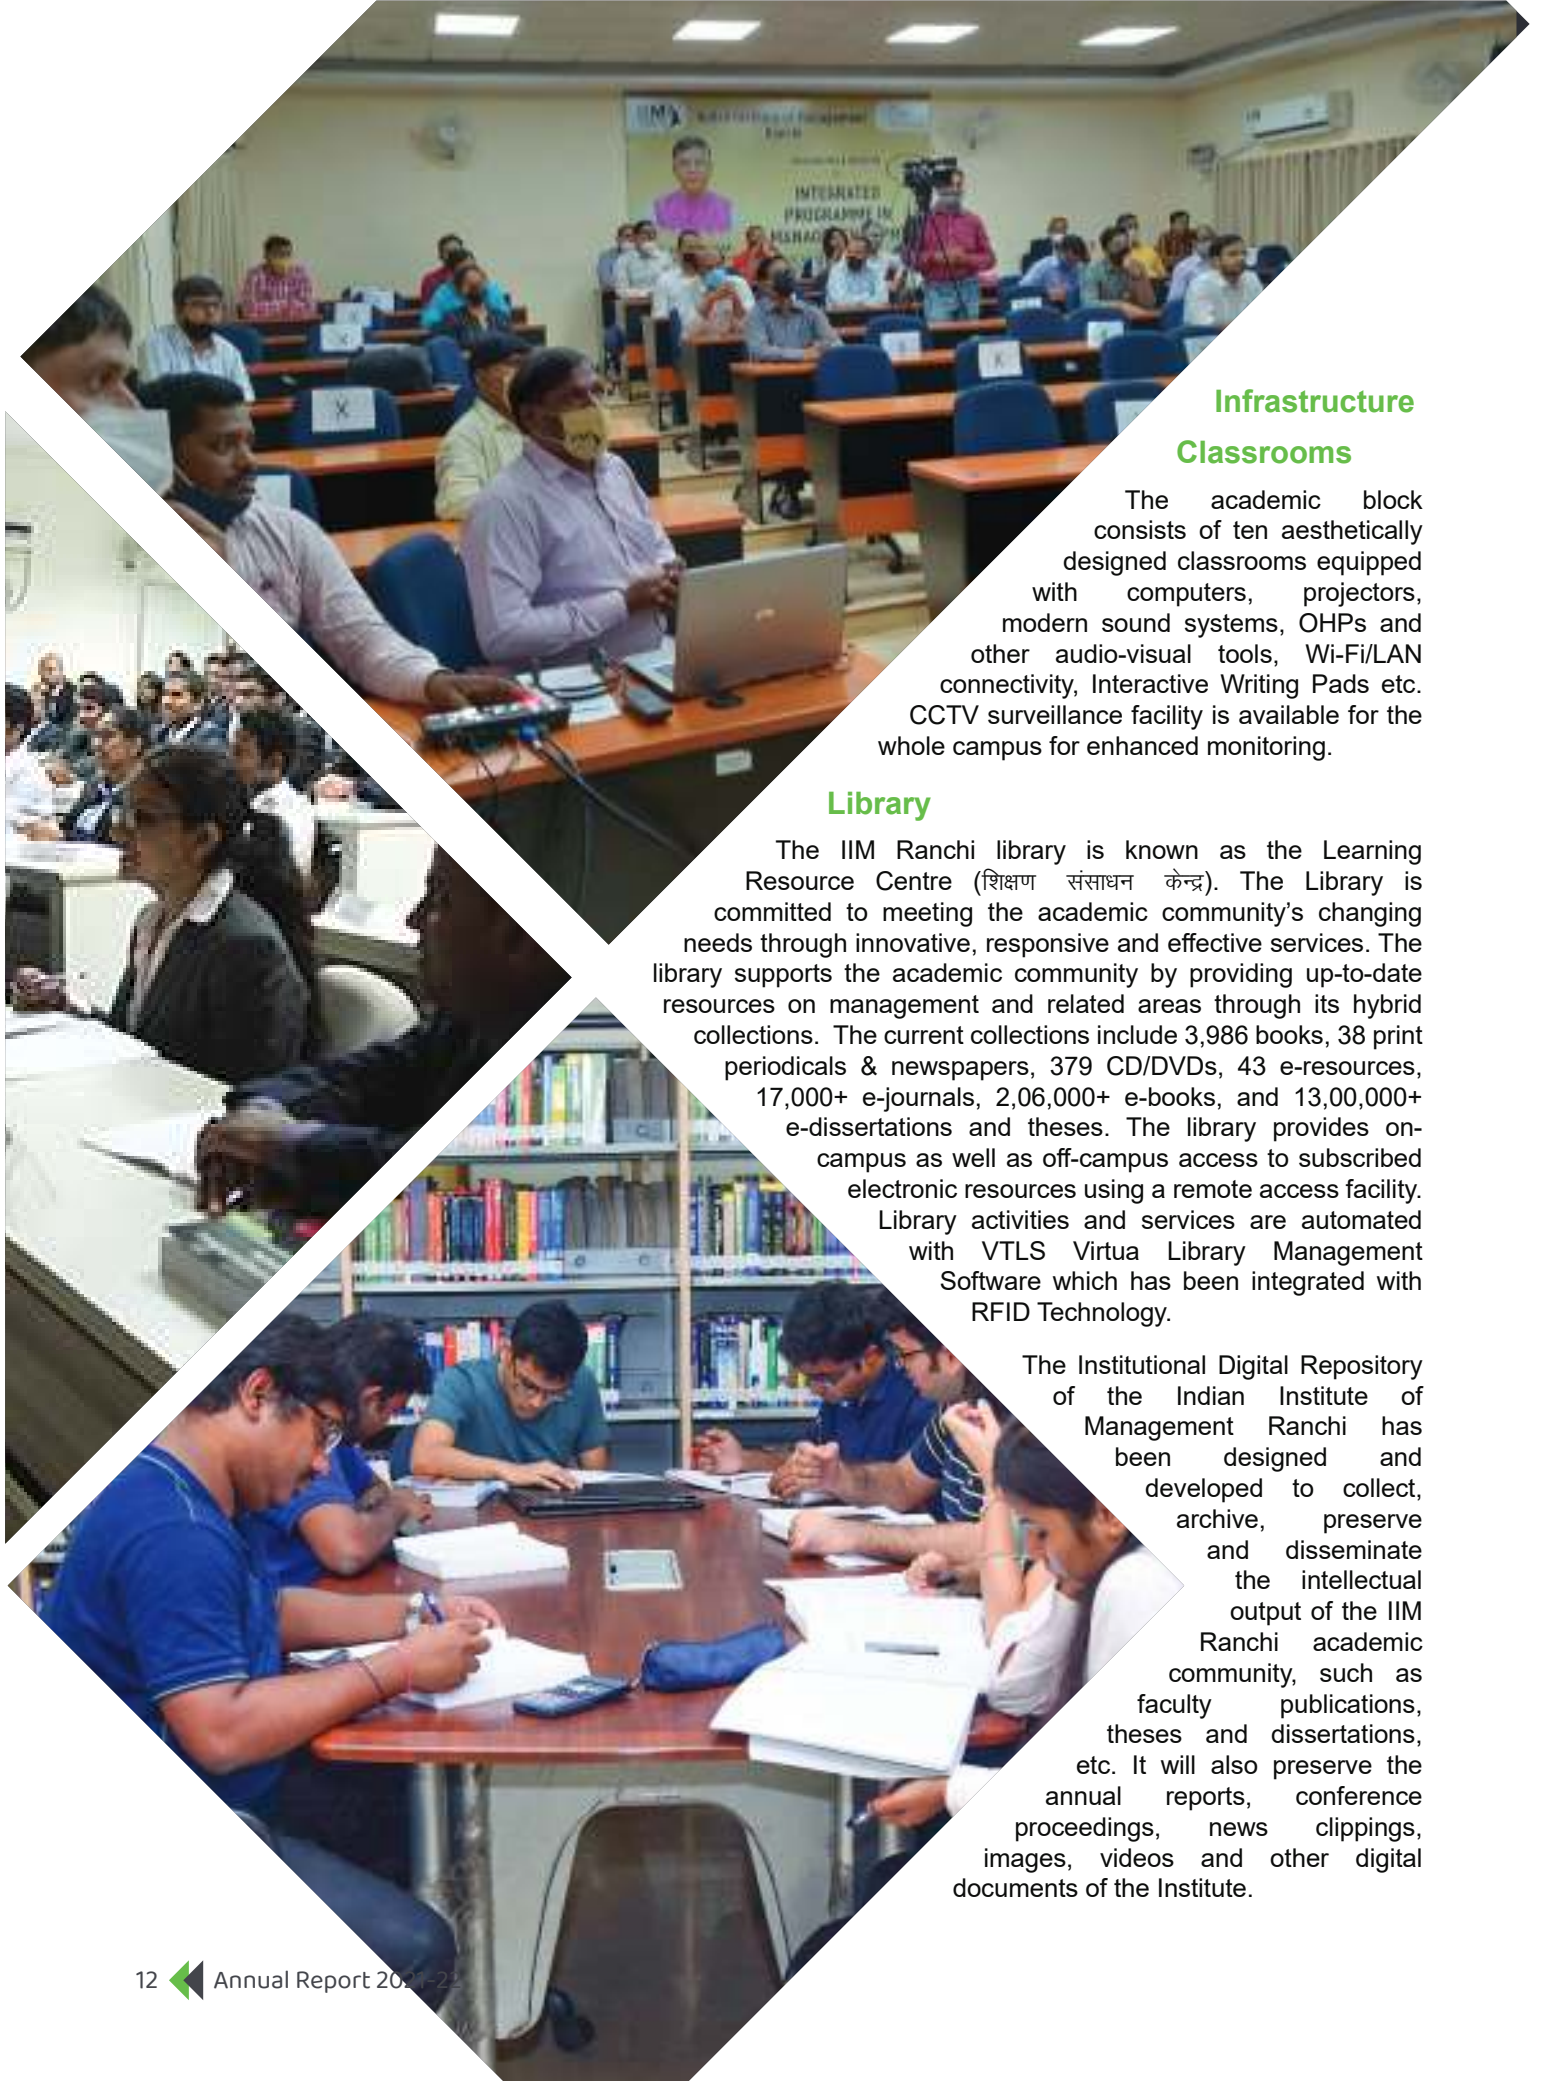 INTEGRATED
PROGRAMME IN
Infrastructure
Classrooms
The academic block
consists of ten aesthetically
designed classrooms equipped
with computers, projectors,
modern sound systems, OHPs and
other audio-visual tools, Wi-Fi/LAN
connectivity, Interactive Writing Pads etc.
CCTV surveillance facility is available for the
whole campus for enhanced monitoring.
Library
The IIM Ranchi library is known as the Learning
Resource Centre (शिक्षण संसाधन केन्द्र). The Library is
committed to meeting the academic community’s changing
needs through innovative, responsive and effective services. The
library supports the academic community by providing up-to-date
resources on management and related areas through its hybrid
collections. The current collections include 3,986 books, 38 print
periodicals & newspapers, 379 CD/DVDs, 43 e-resources,
17,000+ e-journals, 2,06,000+ e-books, and 13,00,000+
e-dissertations and theses. The library provides on-
campus as well as off-campus access to subscribed
electronic resources using a remote access facility.
Library activities and services are automated
with VTLS Virtua Library Management
Software which has been integrated with
RFID Technology.
The Institutional Digital Repository
of the Indian Institute of
Management Ranchi has
been designed and
developed to collect,
archive, preserve
and disseminate
the intellectual
output of the IIM
Ranchi academic
community, such as
faculty publications,
theses and dissertations,
etc. It will also preserve the
annual reports, conference
proceedings, news clippings,
images, videos and other digital
documents of the Institute.
12 Annual Report 2021-22